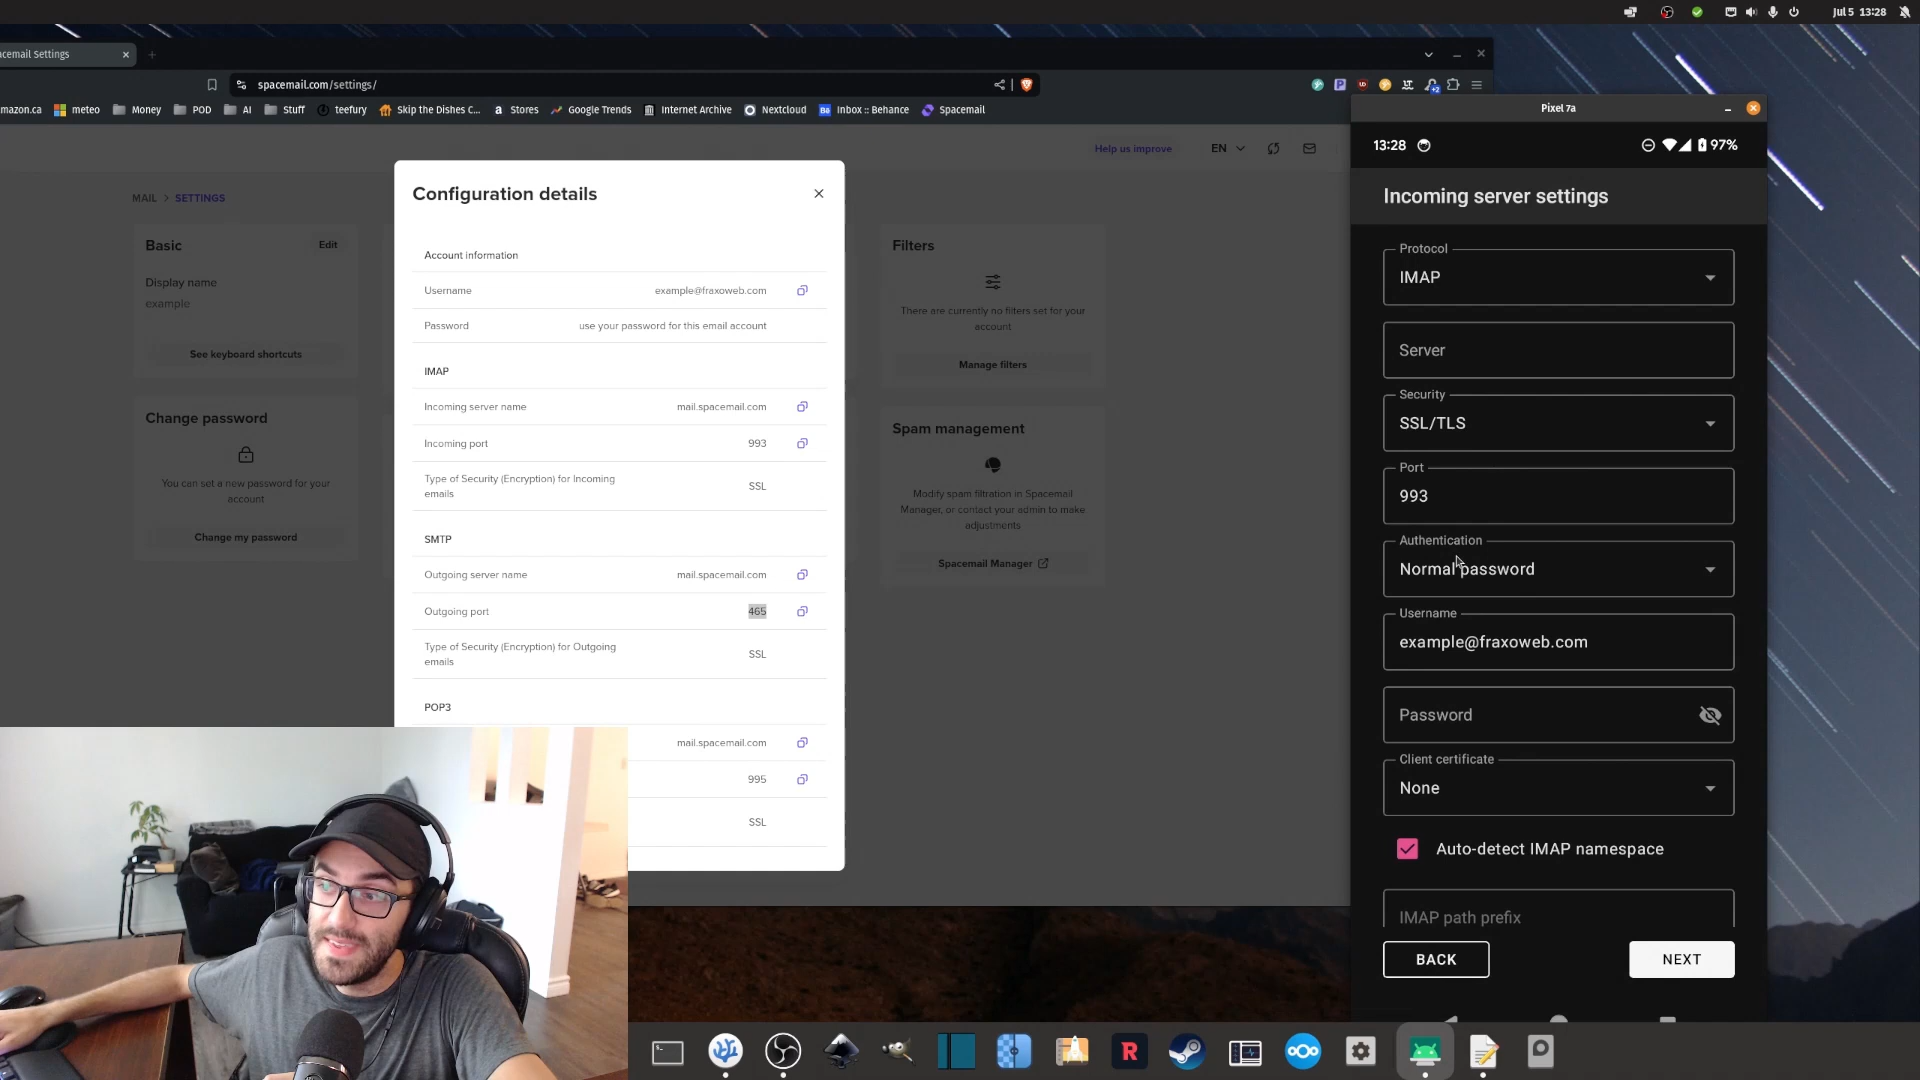 Jul 5 13:28
acemail Settings
spacemail.com/settings/
mazon.ca
meteo
Money
POD
AI
Stuff
teefury
Skip the Dishes C...
Stores
Google Trends
Internet Archive
Nextcloud
Inbox :: Behance
Spacemail
Help us improve
EN
MAIL > SETTINGS
Basic
Edit
Display name
example
See keyboard shortcuts
Change password
You can set a new password for your
account
Change my password
Configuration details
Account information
Username
example@fraxoweb.com
Password
use your password for this email account
IMAP
Incoming server name
mail.spacemail.com
Incoming port
993
Type of Security (Encryption) for Incoming
emails
SSL
SMTP
Outgoing server name
mail.spacemail.com
Outgoing port
465
Type of Security (Encryption) for Outgoing
emails
SSL
POP3
mail.spacemail.com
995
SSL
Filters
There are currently no filters set for your
account
Manage filters
Spam management
Modify spam filtration in Spacemail
Manager, or contact your admin to make
adjustments
Spacemail Manager
Pixel 7a
13:28
97%
Incoming server settings
Protocol
IMAP
Server
Security
SSL/TLS
Port
993
Authentication
Normal password
Username
example@fraxoweb.com
Password
Client certificate
None
Auto-detect IMAP namespace
IMAP path prefix
BACK
NEXT